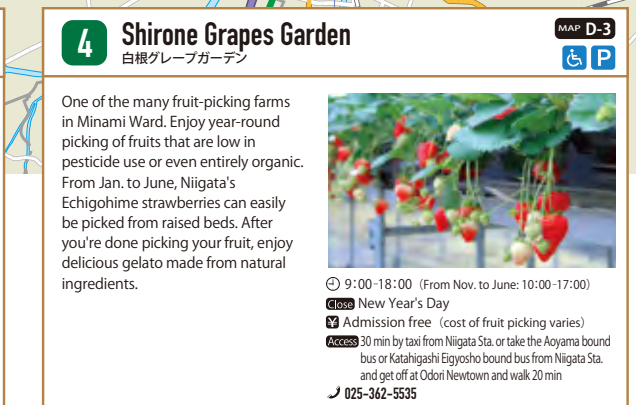 4
Shirone Grapes Garden
白根グレープガーデン
MAP D-3
P
One of the many fruit-picking farms
in Minami Ward. Enjoy year-round
picking of fruits that are low in
pesticide use or even entirely organic.
From Jan. to June, Niigata's
Echigohime strawberries can easily
be picked from raised beds. After
you're done picking your fruit, enjoy
delicious gelato made from natural
ingredients.
9:00-18:00 (From Nov. to June: 10:00-17:00)
Close New Year's Day
¥ Admission free (cost of fruit picking varies)
Access 30 min by taxi from Niigata Sta. or take the Aoyama bound
bus or Katahigashi Eigyosho bound bus from Niigata Sta.
and get off at Odori Newtown and walk 20 min
025-362-5535